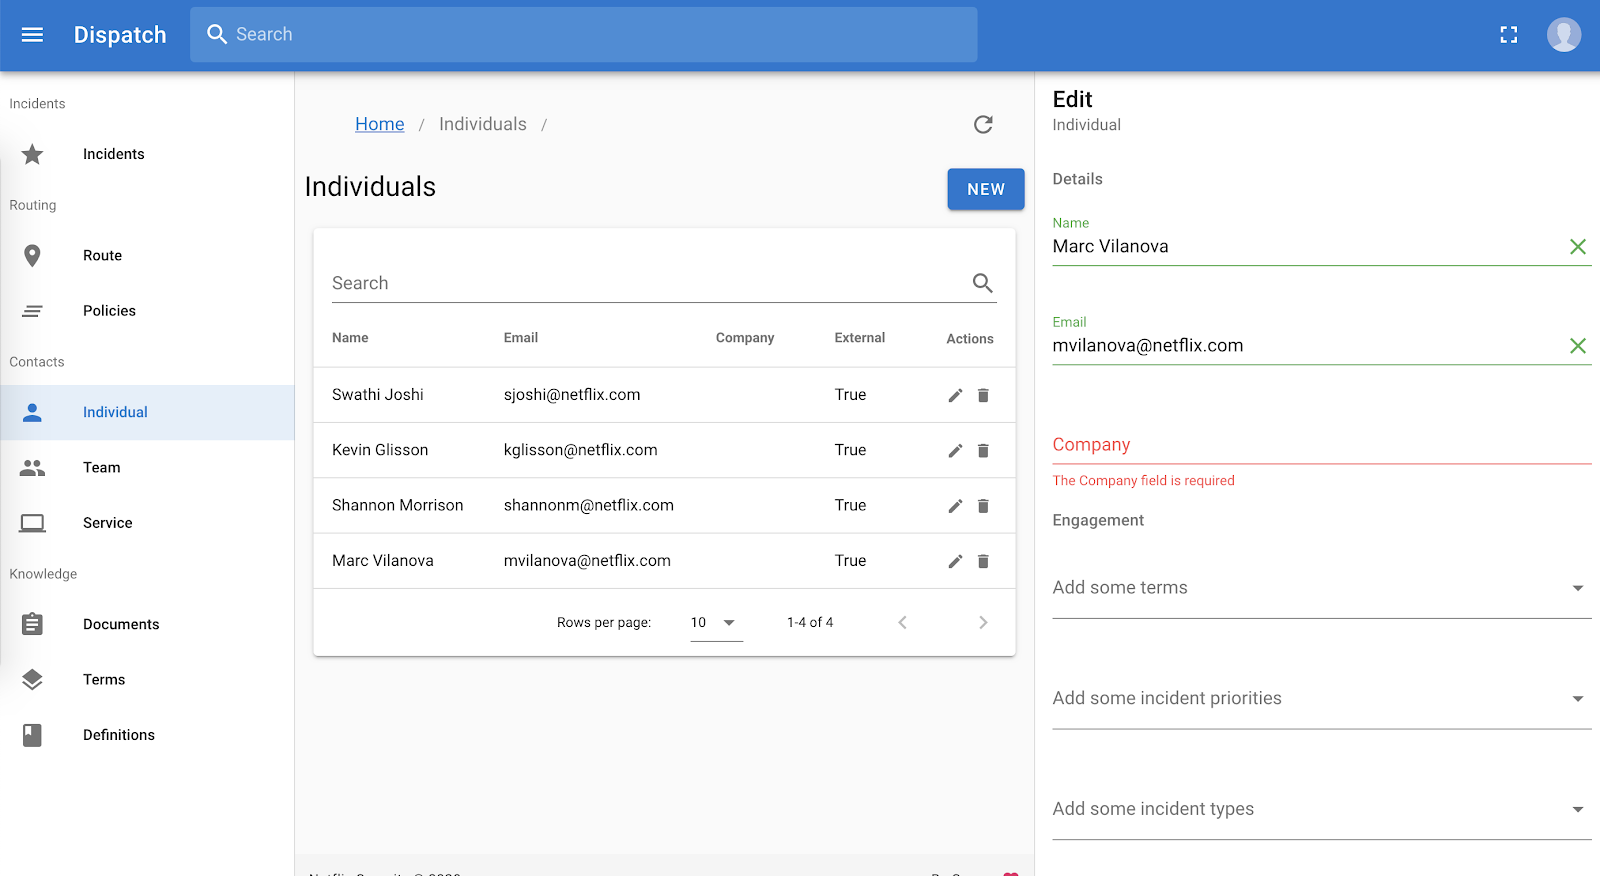 Dispatch
Search
Incidents
Incidents
Routing
Route
Policies
Contacts
Individual
Team
Service
Knowledge
Documents
Terms
Definitions
Home / Individuals /
Individuals
NEW
Search
Name Email Company External Actions
Swathi Joshi sjoshi@netflix.com True
Kevin Glisson kglisson@netflix.com True
Shannon Morrison shannonm@netflix.com True
Marc Vilanova mvilanova@netflix.com True
Rows per page: 10 1-4 of 4
Edit
Individual
Details
Name
Marc Vilanova
Email
mvilanova@netflix.com
Company
The Company field is required
Engagement
Add some terms
Add some incident priorities
Add some incident types